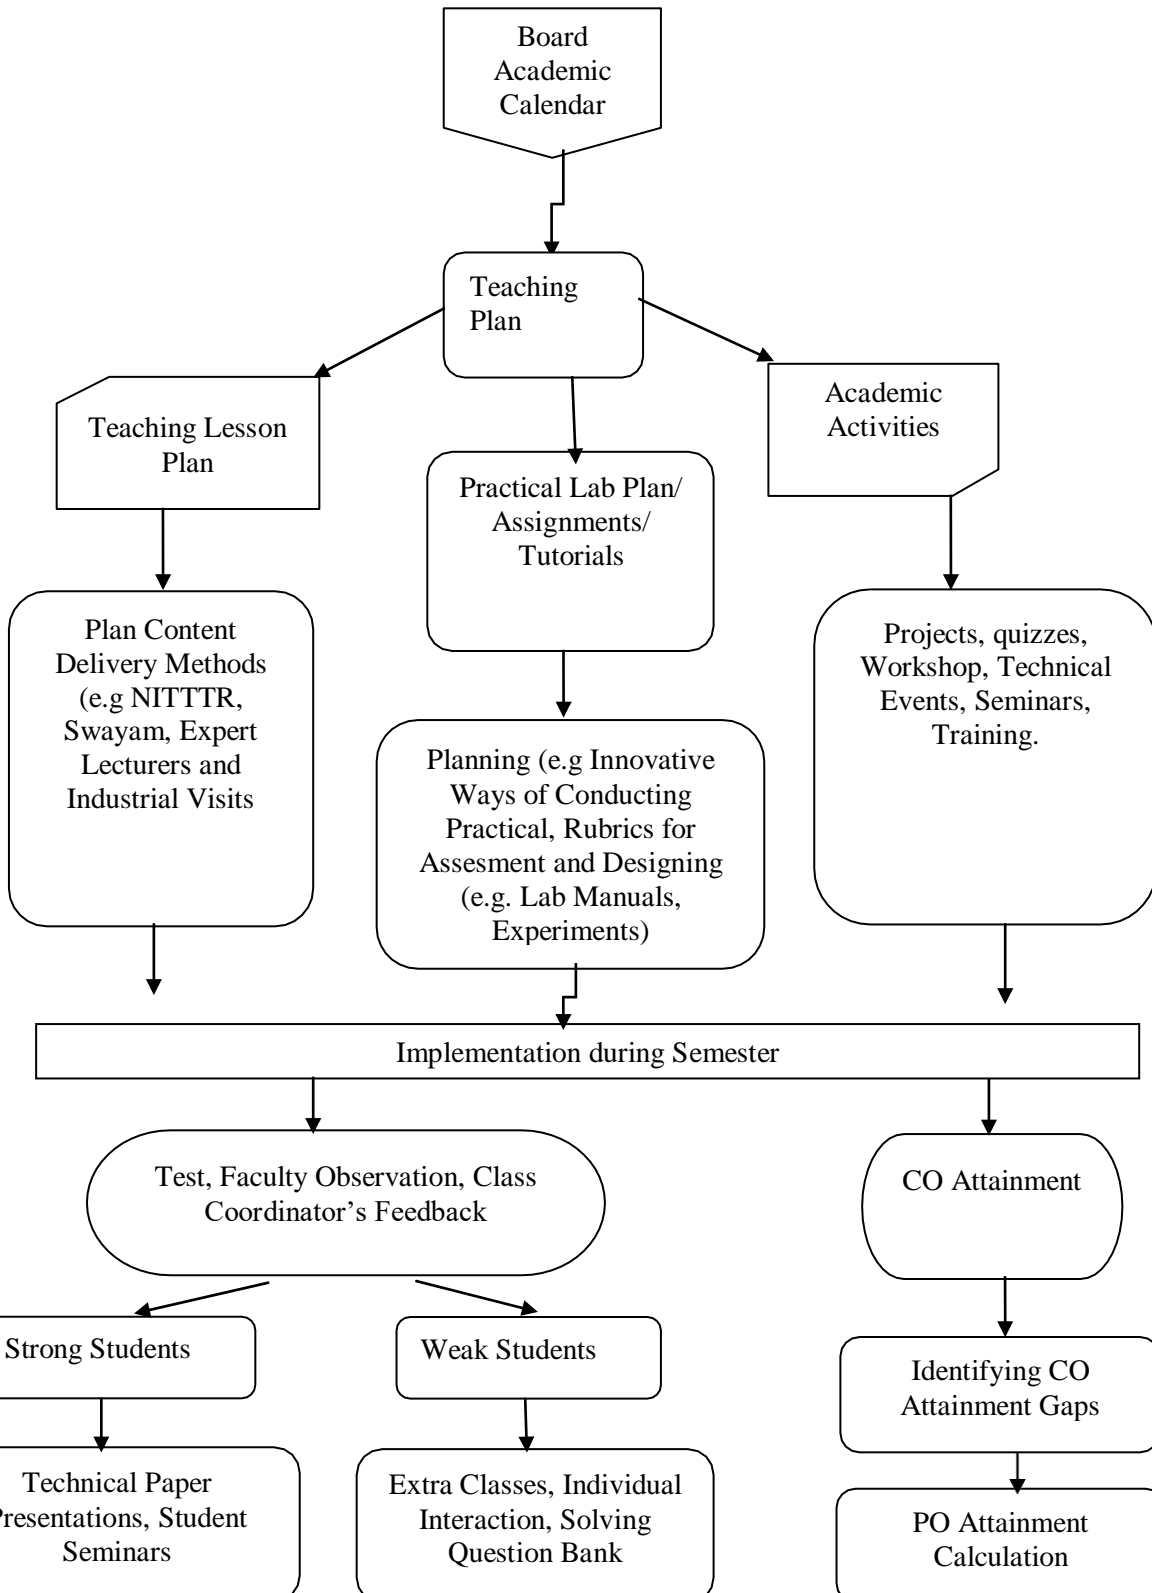 Board
Academic
Calendar
Teaching
Plan
Teaching Lesson
Plan
Practical Lab Plan/
Assignments/
Tutorials
Academic
Activities
Plan Content
Delivery Methods
(e.g NITTTR,
Swayam, Expert
Lecturers and
Industrial Visits
Planning (e.g Innovative
Ways of Conducting
Practical, Rubrics for
Assesment and Designing
(e.g. Lab Manuals,
Experiments)
Projects, quizzes,
Workshop, Technical
Events, Seminars,
Training.
Implementation during Semester
Test, Faculty Observation, Class
Coordinator’s Feedback
CO Attainment
Strong Students
Weak Students
Identifying CO
Attainment Gaps
Technical Paper
Presentations, Student
Seminars
Extra Classes, Individual
Interaction, Solving
Question Bank
PO Attainment
Calculation